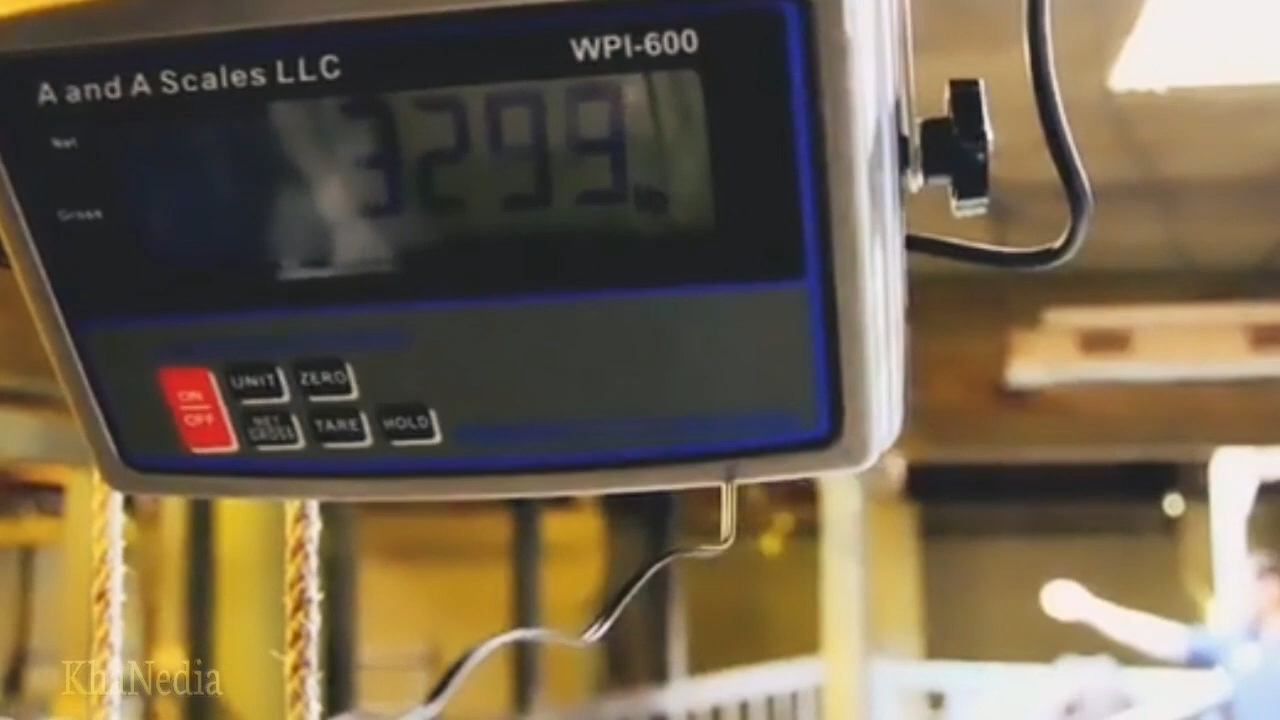 WPI-600
A and A Scales LLC
3299
Net
Gross
ON
OFF
UNIT
ZERO
NET
GROSS
TARE
HOLD
KhaNedia